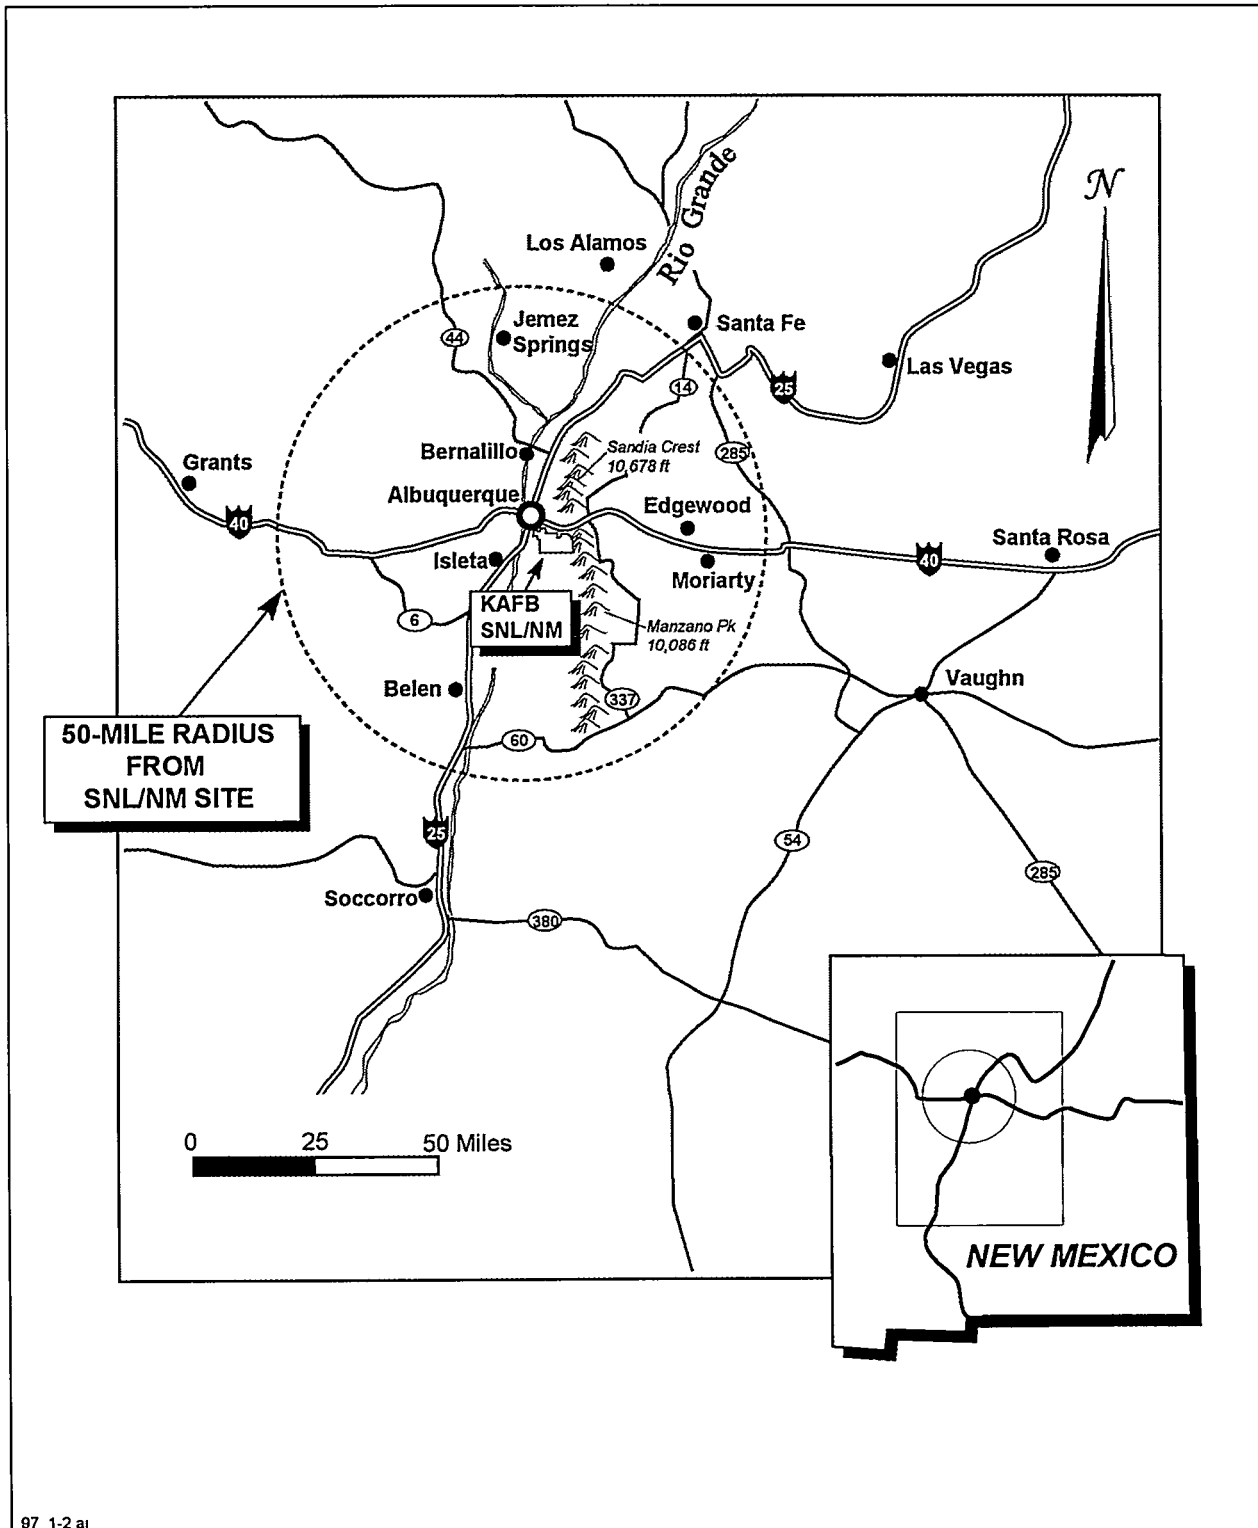 N
Rio Grande
Los Alamos
Jemez
Springs
Santa Fe
44
14
25
Las Vegas
Bernalillo
Sandia Crest
10,678 ft
285
Grants
Albuquerque
Edgewood
40
Santa Rosa
Isleta
40
Moriarty
KAFB
SNL/NM
6
Manzano Pk
10,086 ft
Belen
337
Vaughn
50-MILE RADIUS
FROM
SNL/NM SITE
60
25
54
285
Soccorro
380
0 25 50 Miles
NEW MEXICO
97 1-2